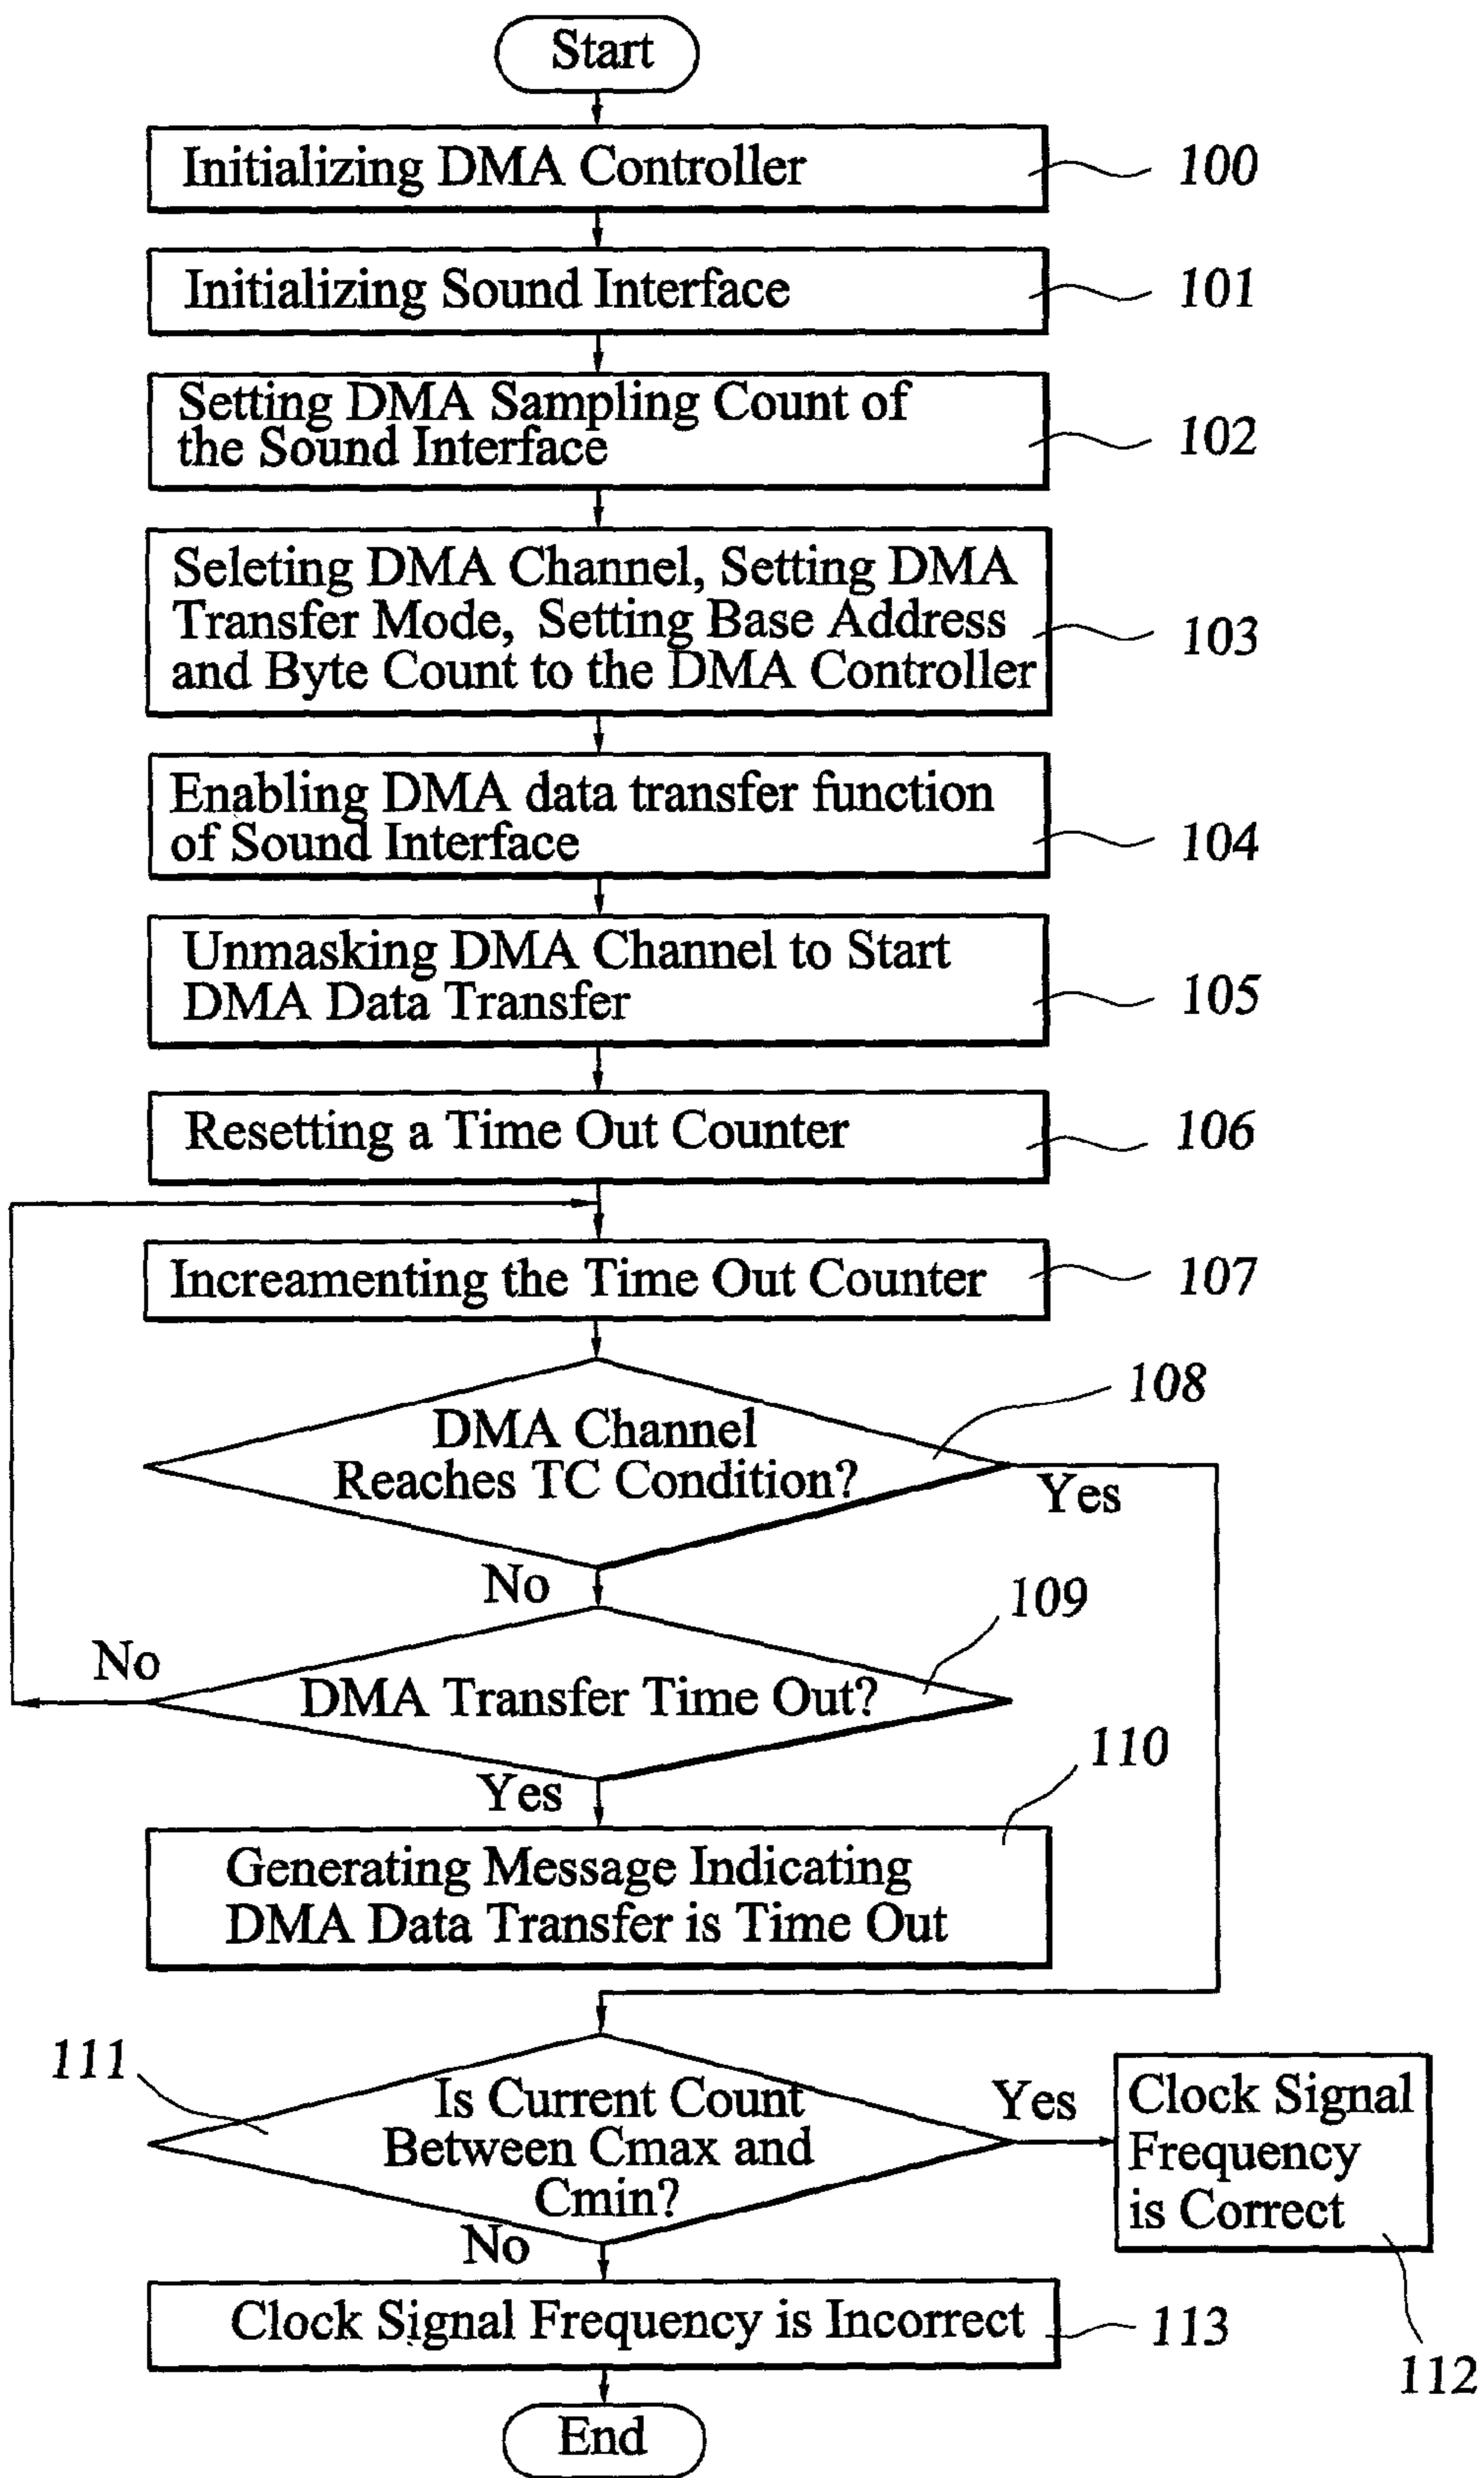 Start
Initializing DMA Controller
100
Initializing Sound Interface
101
Setting DMA Sampling Count of
the Sound Interface
102
Seleting DMA Channel, Setting DMA
Transfer Mode, Setting Base Address
and Byte Count to the DMA Controller
103
Enabling DMA data transfer function
of Sound Interface
104
Unmasking DMA Channel to Start
DMA Data Transfer
105
Resetting a Time Out Counter
106
Increamenting the Time Out Counter
107
DMA Channel
Reaches TC Condition?
108
Yes
No
109
No
DMA Transfer Time Out?
Yes
110
Generating Message Indicating
DMA Data Transfer is Time Out
111
Is Current Count
Between Cmax and
Cmin?
Yes
Clock Signal
Frequency
is Correct
112
No
Clock Signal Frequency is Incorrect
113
End